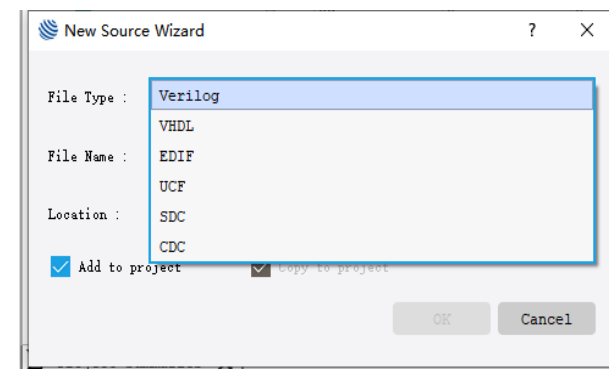 New Source Wizard ? ×
File Type : Verilog
VHDL
File Name : EDIF
UCF
Location : SDC
CDC
Add to project Copy to project
OK Cancel